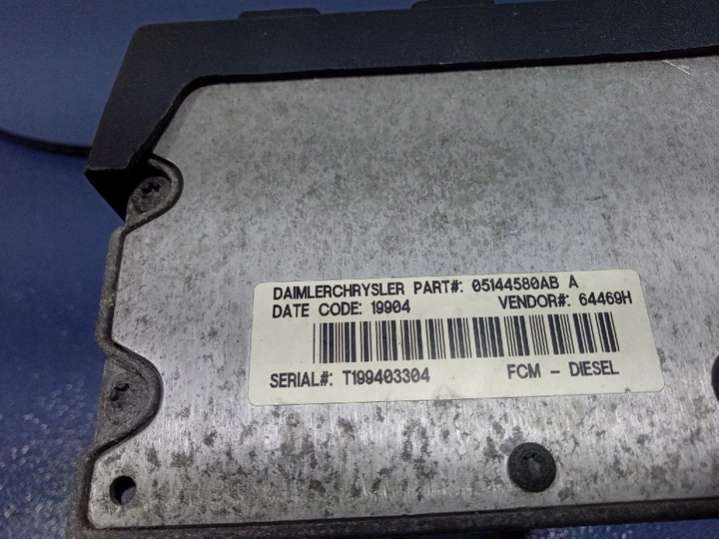 DAIMLERCHRYSLER PART#: 05144580AB A
DATE CODE: 19904 VENDOR#: 64469H
SERIAL#: T199403304 FCM - DIESEL